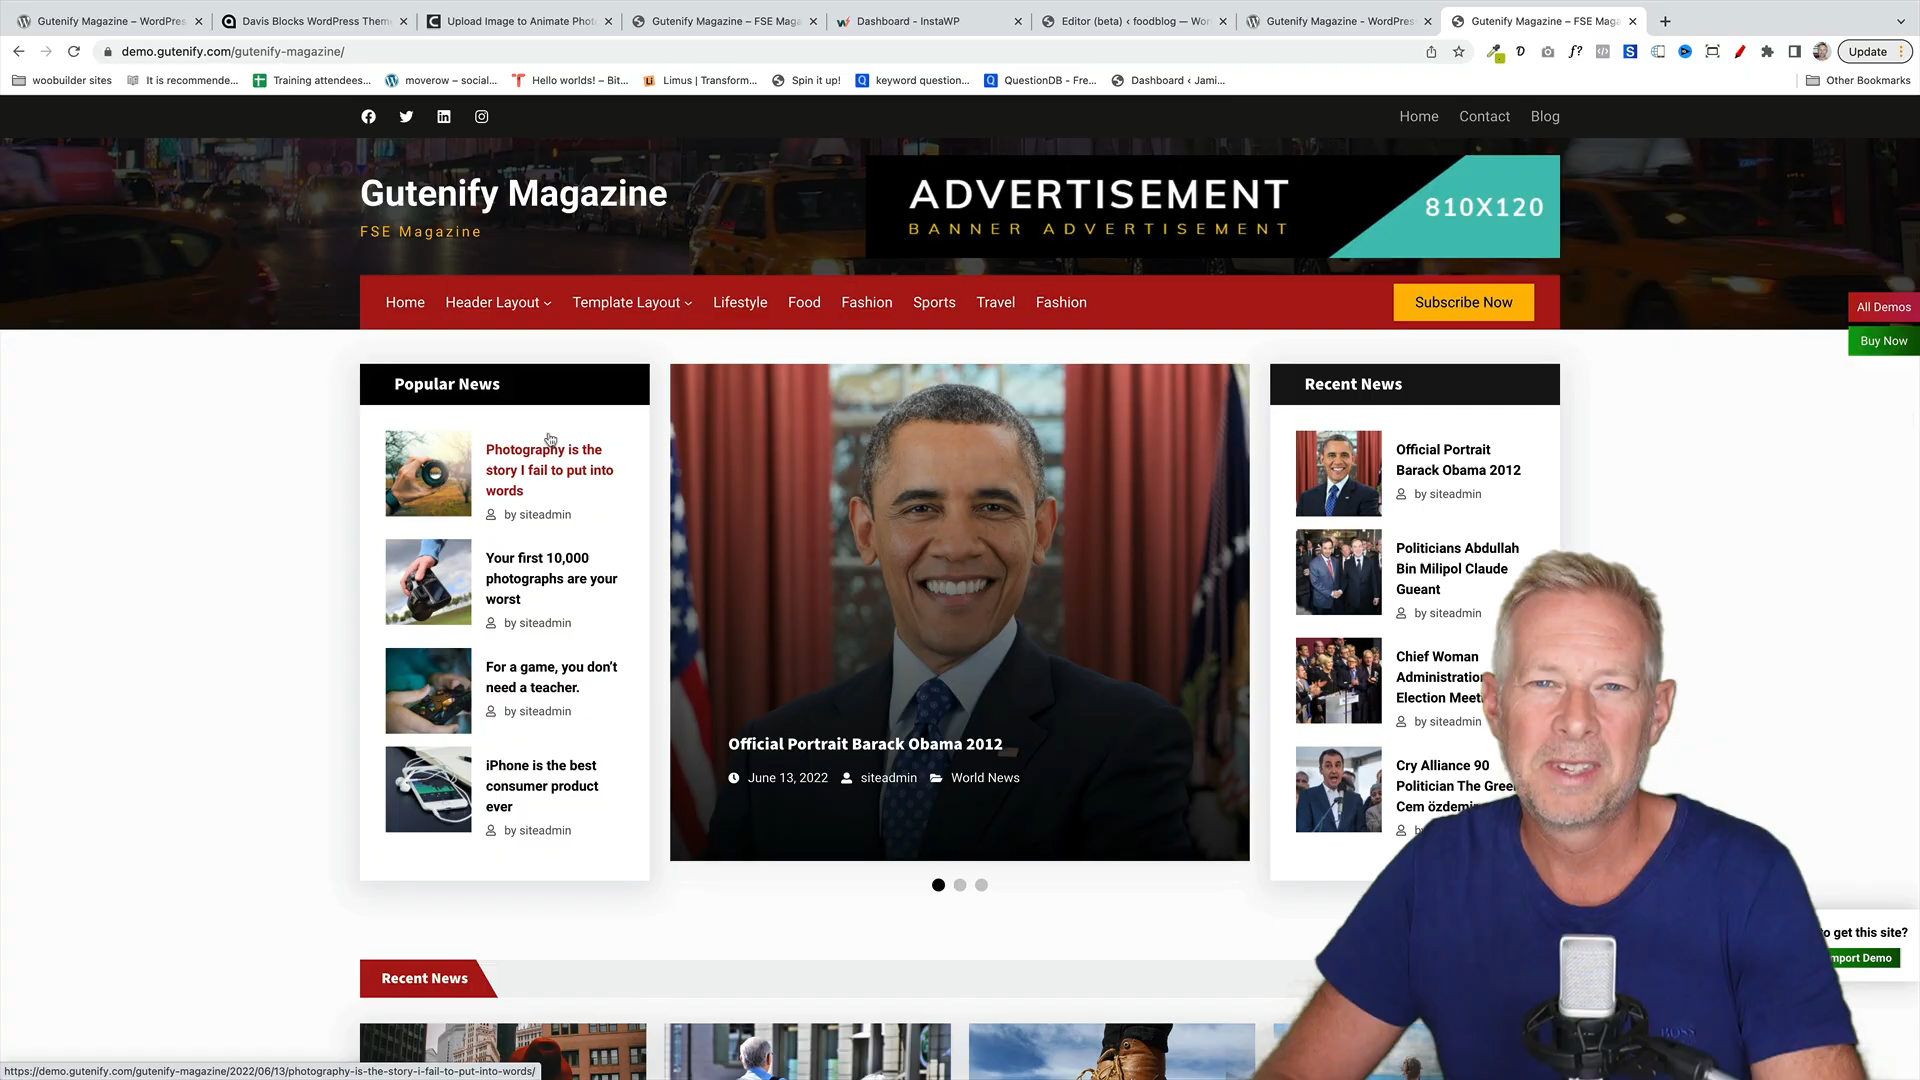 Gutenify Magazine – WordPres
Davis Blocks WordPress Them
Upload Image to Animate Phot
Gutenify Magazine – FSE Mag
Dashboard - InstaWP
Editor (beta) ‹ foodblog — Wor
Gutenify Magazine - WordPres
Gutenify Magazine – FSE Mag
demo.gutenify.com/gutenify-magazine/
Update
woobuilder sites
It is recommende...
Training attendees...
moverow – social...
Hello worlds! – Bit...
Limus | Transform...
Spin it up!
keyword question...
QuestionDB - Fre...
Dashboard ‹ Jami...
Other Bookmarks
Home
Contact
Blog
Gutenify Magazine
FSE Magazine
ADVERTISEMENT
BANNER ADVERTISEMENT
810X120
Home
Header Layout
Template Layout
Lifestyle
Food
Fashion
Sports
Travel
Fashion
Subscribe Now
All Demos
Buy Now
Popular News
Photography is the
story I fail to put into
words
by siteadmin
Your first 10,000
photographs are your
worst
by siteadmin
For a game, you don't
need a teacher.
by siteadmin
iPhone is the best
consumer product
ever
by siteadmin
Official Portrait Barack Obama 2012
June 13, 2022
siteadmin
World News
Recent News
Official Portrait
Barack Obama 2012
by siteadmin
Politicians Abdullah
Bin Milipol Claude
Gueant
by siteadmin
Chief Woman
Administration
Election Meeti
by siteadmin
Cry Alliance 90
Politician The Gree
Cem özdemir
b
o get this site?
mport Demo
Recent News
BOSS
https://demo.gutenify.com/gutenify-magazine/2022/06/13/photography-is-the-story-i-fail-to-put-into-words/